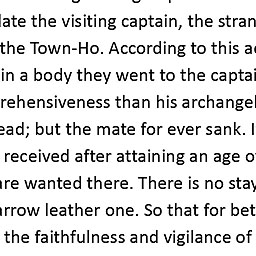 late the visiting captain, the stran
the Town-Ho. According to this a
in a body they went to the captai
rehensiveness than his archangel
ead; but the mate for ever sank. I
received after attaining an age o
are wanted there. There is no stay
arrow leather one. So that for bet
the faithfulness and vigilance of